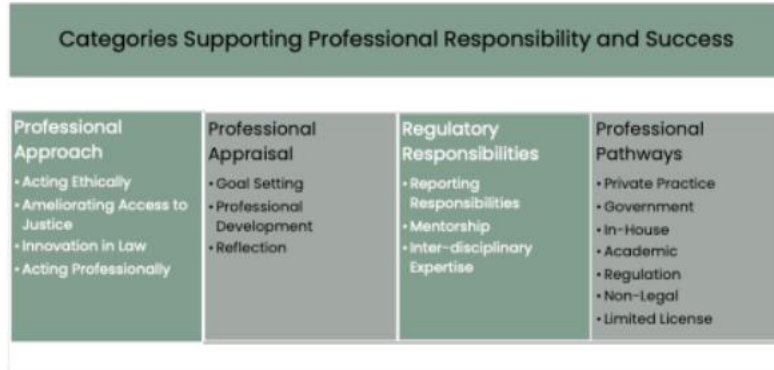 Categories Supporting Professional Responsibility and Success
Professional
Approach
• Acting Ethically
• Ameliorating Access to
Justice
• Innovation in Law
• Acting Professionally
Professional
Appraisal
• Goal Setting
• Professional
Development
• Reflection
Regulatory
Responsibilities
• Reporting
Responsibilities
• Mentorship
• Inter-disciplinary
Expertise
Professional
Pathways
• Private Practice
• Government
• In-House
• Academic
• Regulation
• Non-Legal
• Limited License